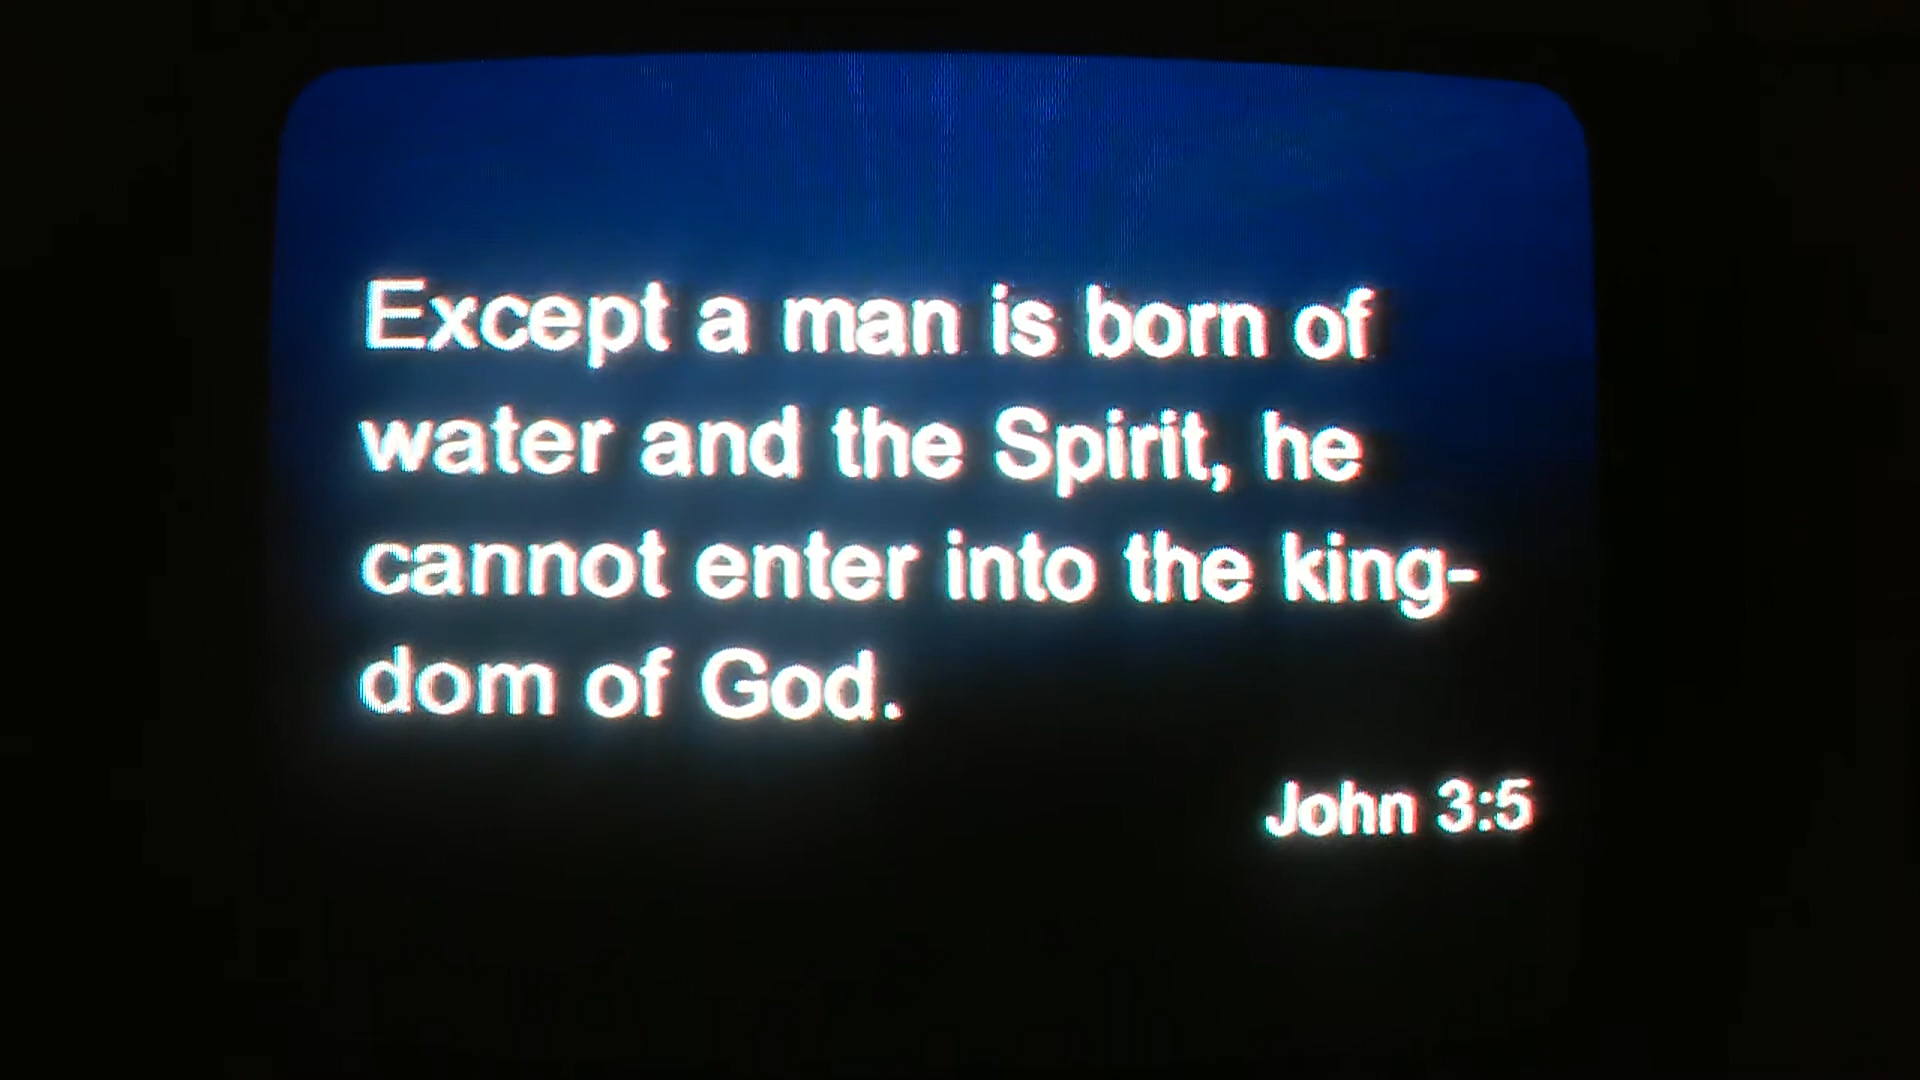 Except a man is born of
water and the Spirit, he
cannot enter into the king-
dom of God.
John 3:5